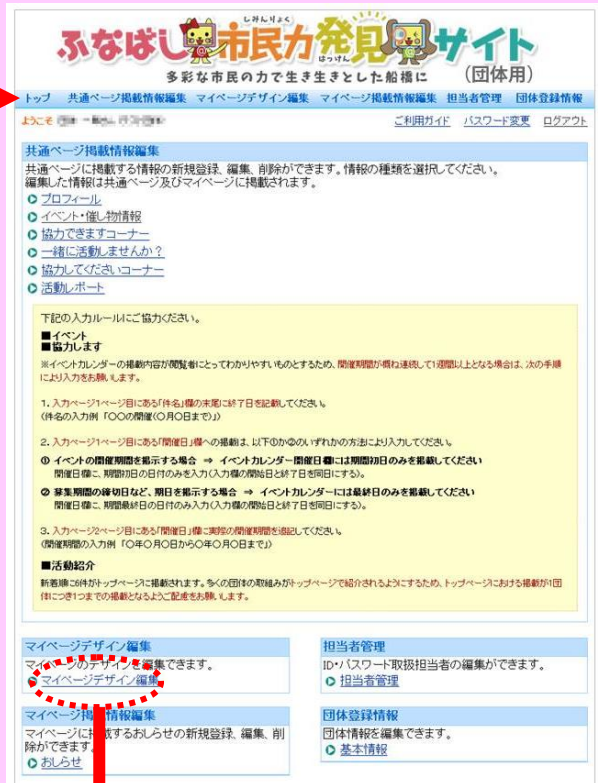 しみんりょく
はっけん
ふなばし市民力発見サイト
多彩な市民の力で生き生きとした船橋に (団体用)
トップ 共通ページ掲載情報編集 マイページデザイン編集 マイページ掲載情報編集 担当者管理 団体登録情報
ようこそ
ご利用ガイド パスワード変更 ログアウト
共通ページ掲載情報編集
共通ページに掲載する情報の新規登録、編集、削除ができます。情報の種類を選択してください。
編集した情報は共通ページ及びマイページに掲載されます。
プロフィール
イベント・催し物情報
協力できますコーナー
一緒に活動しませんか?
協力してくださいコーナー
活動レポート
下記の入力ルールにご協力ください。
■イベント
■協力します
※イベントカレンダーの掲載内容が閲覧者にとってわかりやすいものとするため、開催期間が概ね連続して1週間以上となる場合は、次の手順
により入力をお願いします。
1. 入力ページ1ページ目にある「件名」欄の末尾に終了日を記載してください。
(件名の入力例 「〇〇の開催(〇月〇日まで)」)
2. 入力ページ1ページ目にある「開催日」欄への掲載は、以下①か②のいずれかの方法により入力してください。
① イベントの開催期間を掲示する場合 ⇒ イベントカレンダー開催日欄には期間初日のみを掲載してください
開催日欄に、期間初日の日付のみを入力(入力欄の開始日と終了日を同日にする)。
② 募集期間の締切日など、期日を掲示する場合 ⇒ イベントカレンダーには最終日のみを掲載してください
開催日欄に、期間最終日の日付のみ入力(入力欄の開始日と終了日を同日にする)。
3. 入力ページ2ページ目にある「開催日」欄に実際の開催期間を追記してください。
(開催期間の入力例 「〇年〇月〇日から〇年〇月〇日まで」)
■活動紹介
新着順に6件がトップページに掲載されます。多くの団体の取組みがトップページで紹介されるようにするため、トップページにおける掲載が1団
体につき1つまでの掲載となるようご配慮をお願いします。
マイページデザイン編集
マイページのデザインを編集できます。
マイページデザイン編集
担当者管理
ID・パスワード取扱担当者の編集ができます。
担当者管理
マイページ掲載情報編集
マイページに掲載するおしらせの新規登録、編集、削
除ができます。
おしらせ
団体登録情報
団体情報を編集できます。
基本情報